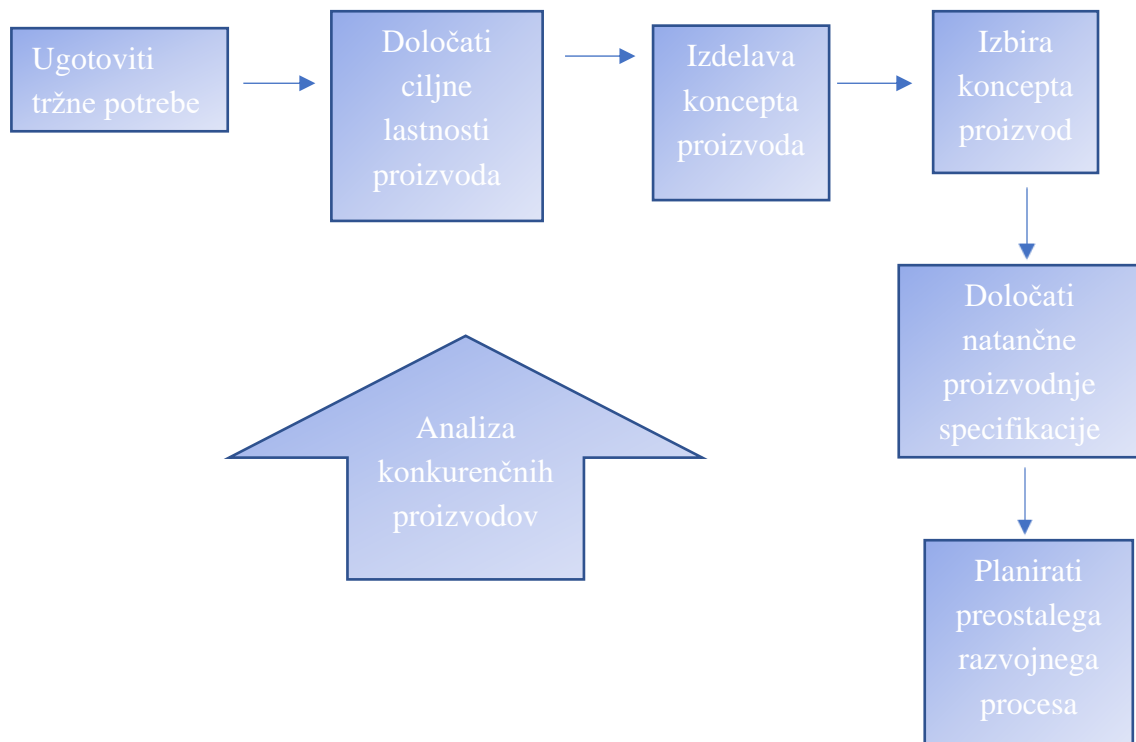 Ugotoviti
tržne potrebe
Določati
ciljne
lastnosti
proizvoda
Izdelava
koncepta
proizvoda
Izbira
koncepta
proizvod
Določati
natančne
proizvodnje
specifikacije
Analiza
konkurenčnih
proizvodov
Planirati
preostalega
razvojnega
procesa